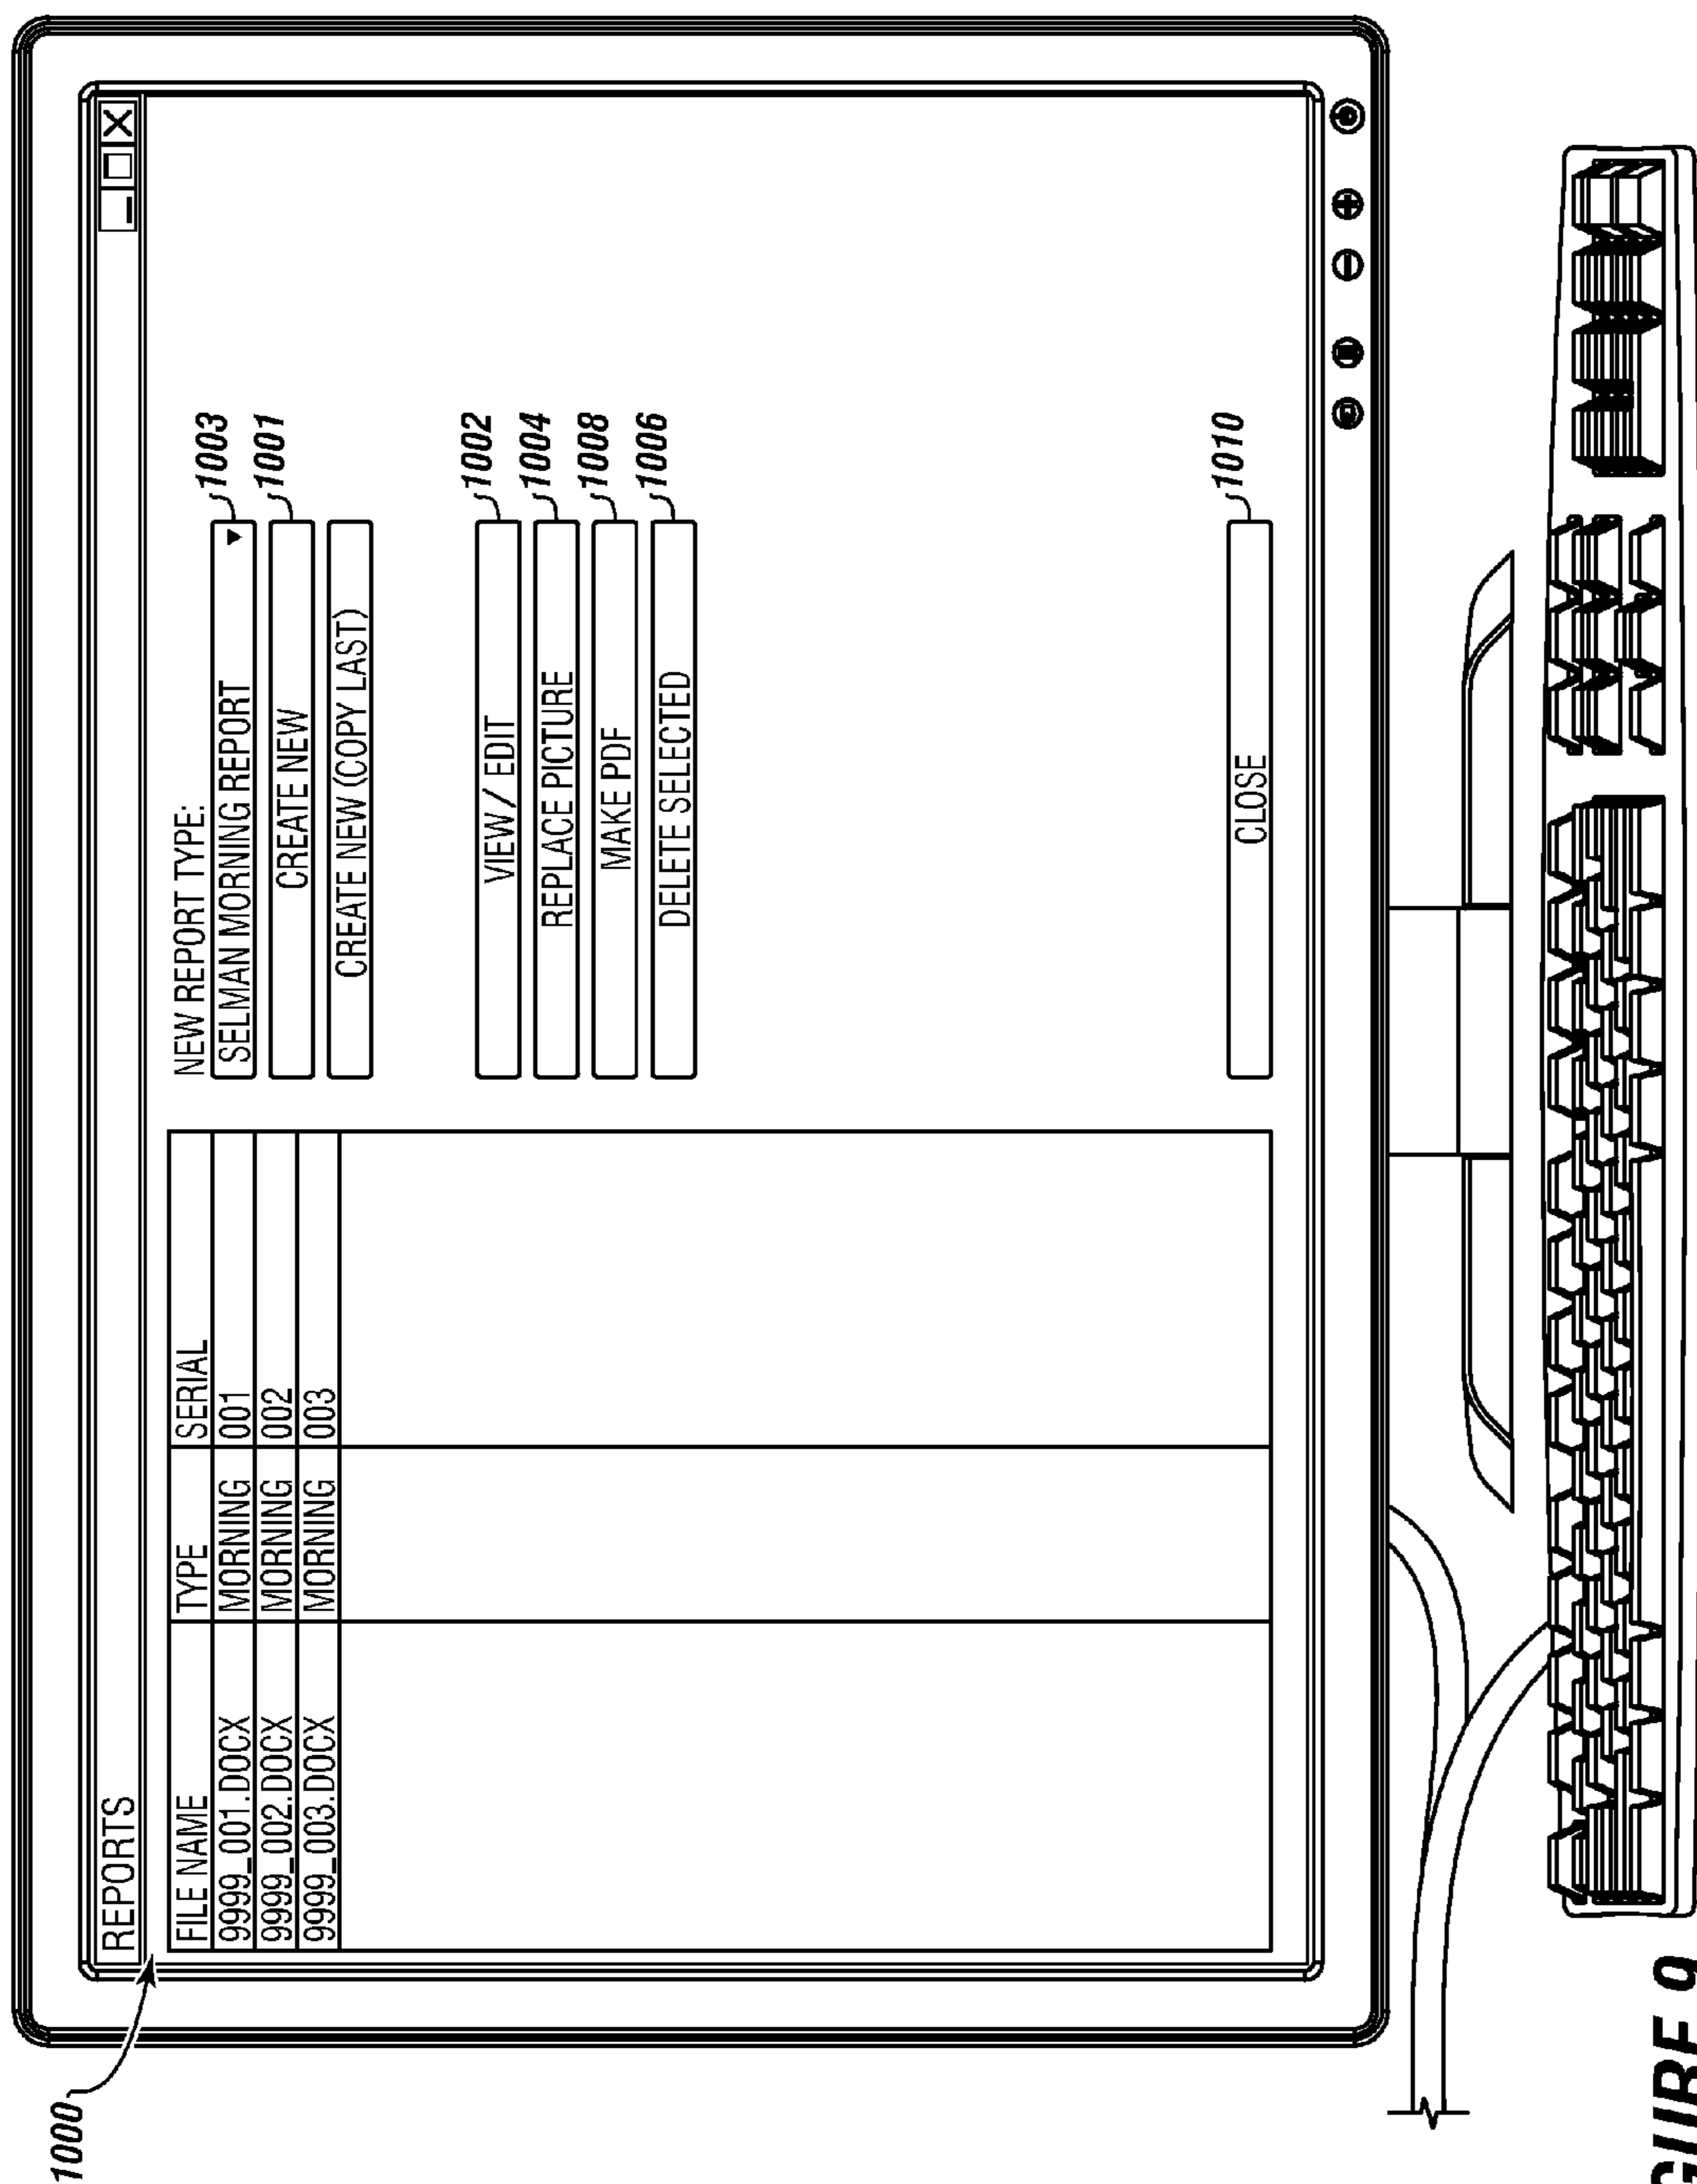 1000
REPORTS
FILE NAME TYPE SERIAL
9999_001.DOCX MORNING 001
9999_002.DOCX MORNING 002
9999_003.DOCX MORNING 003
NEW REPORT TYPE:
SELMAN MORNING REPORT 1003
CREATE NEW 1001
CREATE NEW (COPY LAST)
VIEW / EDIT 1002
REPLACE PICTURE 1004
MAKE PDF 1008
DELETE SELECTED 1006
CLOSE 1010
GURE 9